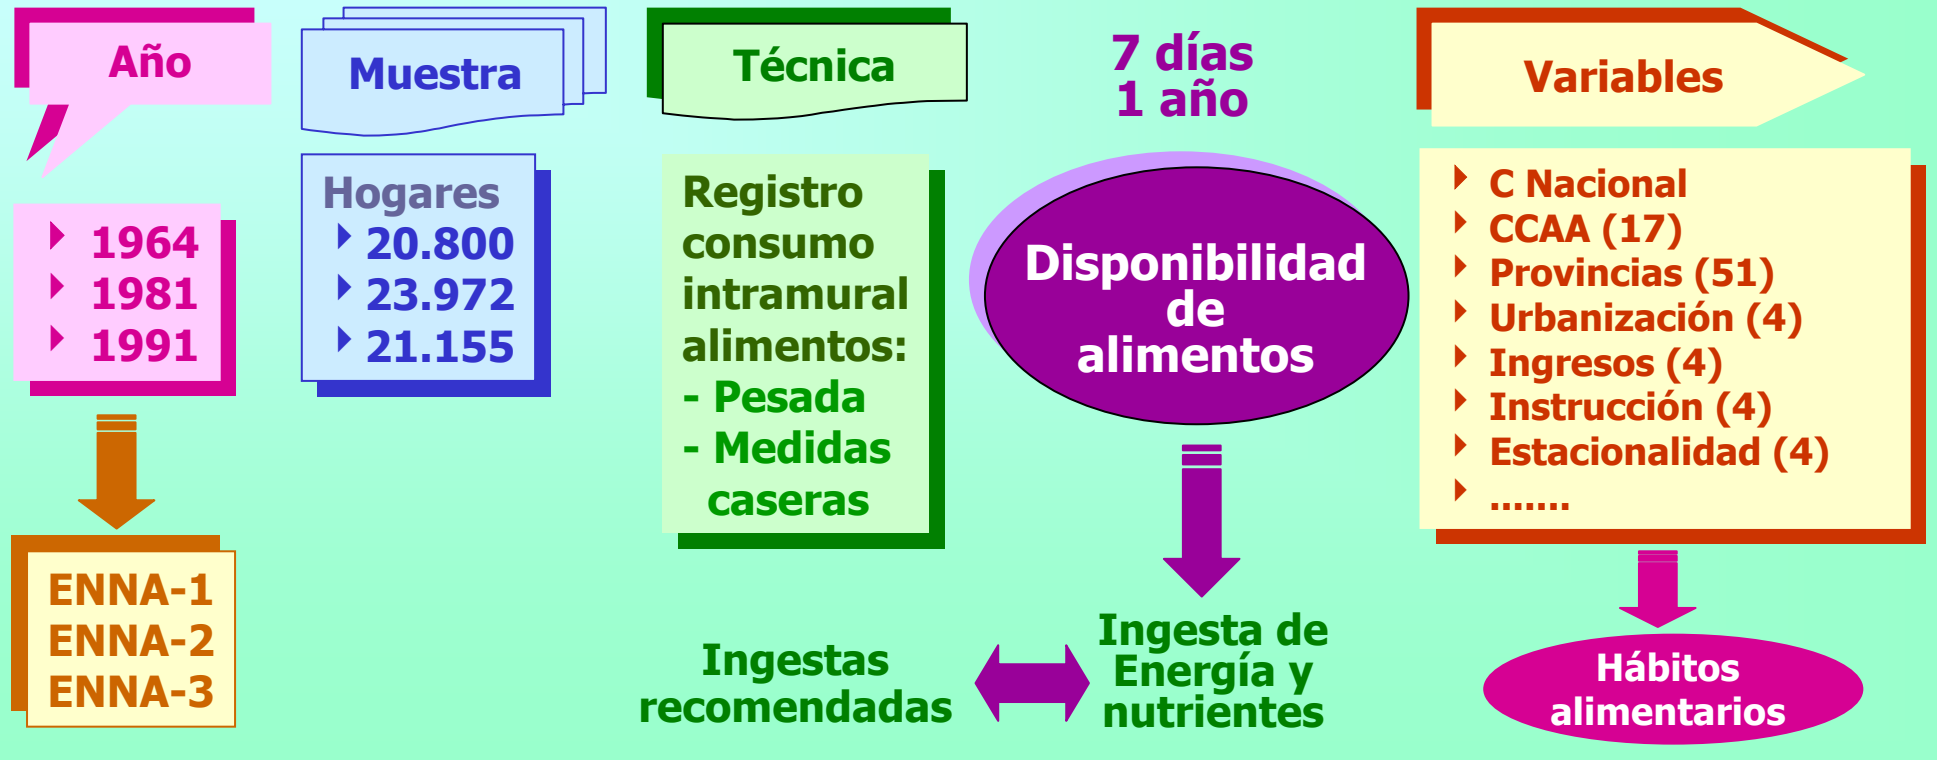 Año
1964
1981
1991
ENNA-1
ENNA-2
ENNA-3
Muestra
Hogares
20.800
23.972
21.155
Técnica
Registro
consumo
intramural
alimentos:
- Pesada
- Medidas
caseras
7 días
1 año
Disponibilidad
de
alimentos
Ingestas
recomendadas
Ingesta de
Energía y
nutrientes
Variables
C Nacional
CCAA (17)
Provincias (51)
Urbanización (4)
Ingresos (4)
Instrucción (4)
Estacionalidad (4)
.......
Hábitos
alimentarios